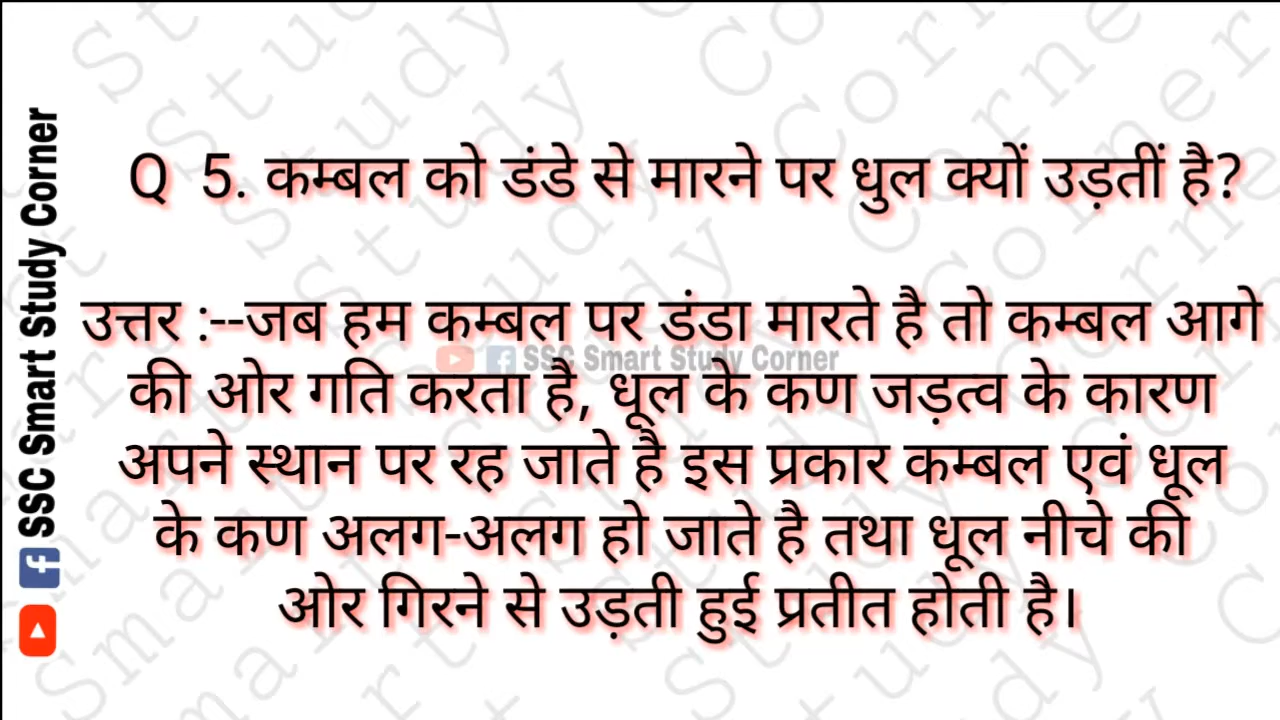 Q 5. कम्बल को डंडे से मारने पर धुल क्यों उड़तीं है?
उत्तर :--जब हम कम्बल पर डंडा मारते है तो कम्बल आगे
की ओर गति करता है, धूल के कण जड़त्व के कारण
अपने स्थान पर रह जाते है इस प्रकार कम्बल एवं धूल
के कण अलग-अलग हो जाते है तथा धूल नीचे की
ओर गिरने से उड़ती हुई प्रतीत होती है।
SSC Smart Study Corner
SSC Smart Study Corner